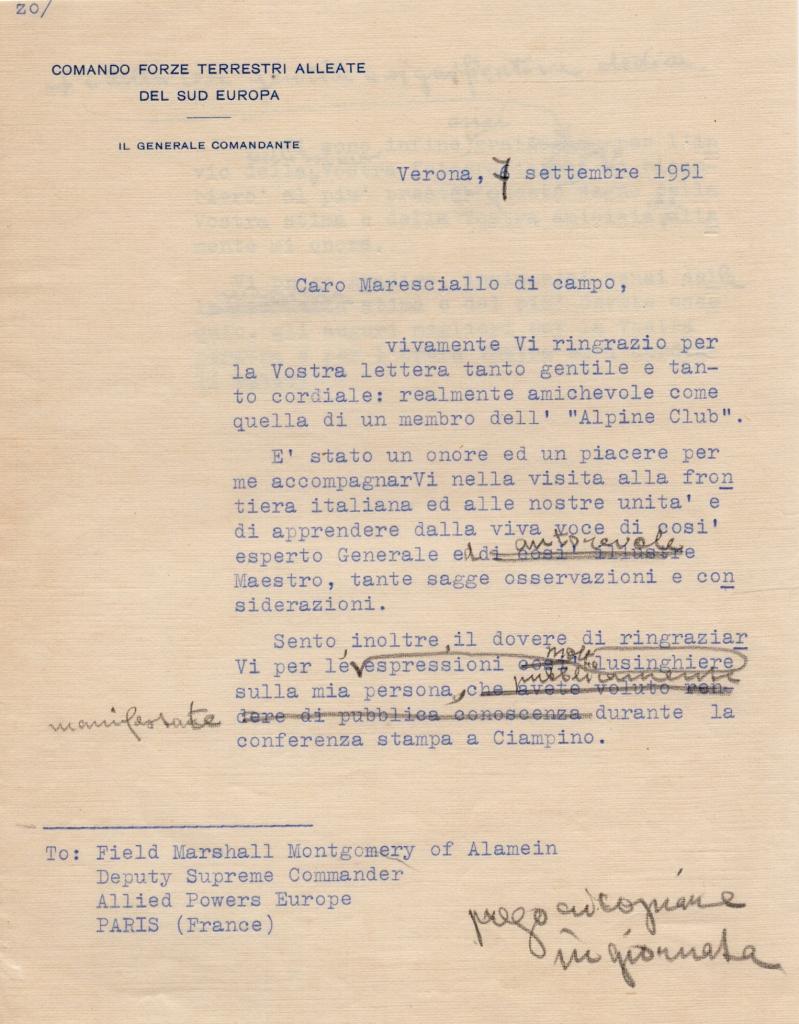 20/
COMANDO FORZE TERRESTRI ALLEATE
DEL SUD EUROPA
IL GENERALE COMANDANTE
Verona, 7 settembre 1951
Caro Maresciallo di campo,
vivamente Vi ringrazio per
la Vostra lettera tanto gentile e tan-
to cordiale: realmente amichevole come
quella di un membro dell' "Alpine Club".
E' stato un onore ed un piacere per
me accompagnarVi nella visita alla fron
tiera italiana ed alle nostre unita' e
di apprendere dalla viva voce di cosi'
autorevole
esperto Generale e di cosi illustre
Maestro, tante sagge osservazioni e con
siderazioni.
Sento, inoltre, il dovere di ringraziar
molto
Vi per le espressioni così lusinghiere
pubblicamente
sulla mia persona, che avete voluto ren-
manifestate dere di pubblica conoscenza durante la
conferenza stampa a Ciampino.
To: Field Marshall Montgomery of Alamein
Deputy Supreme Commander
Allied Powers Europe
PARIS (France)
prego
in giornata